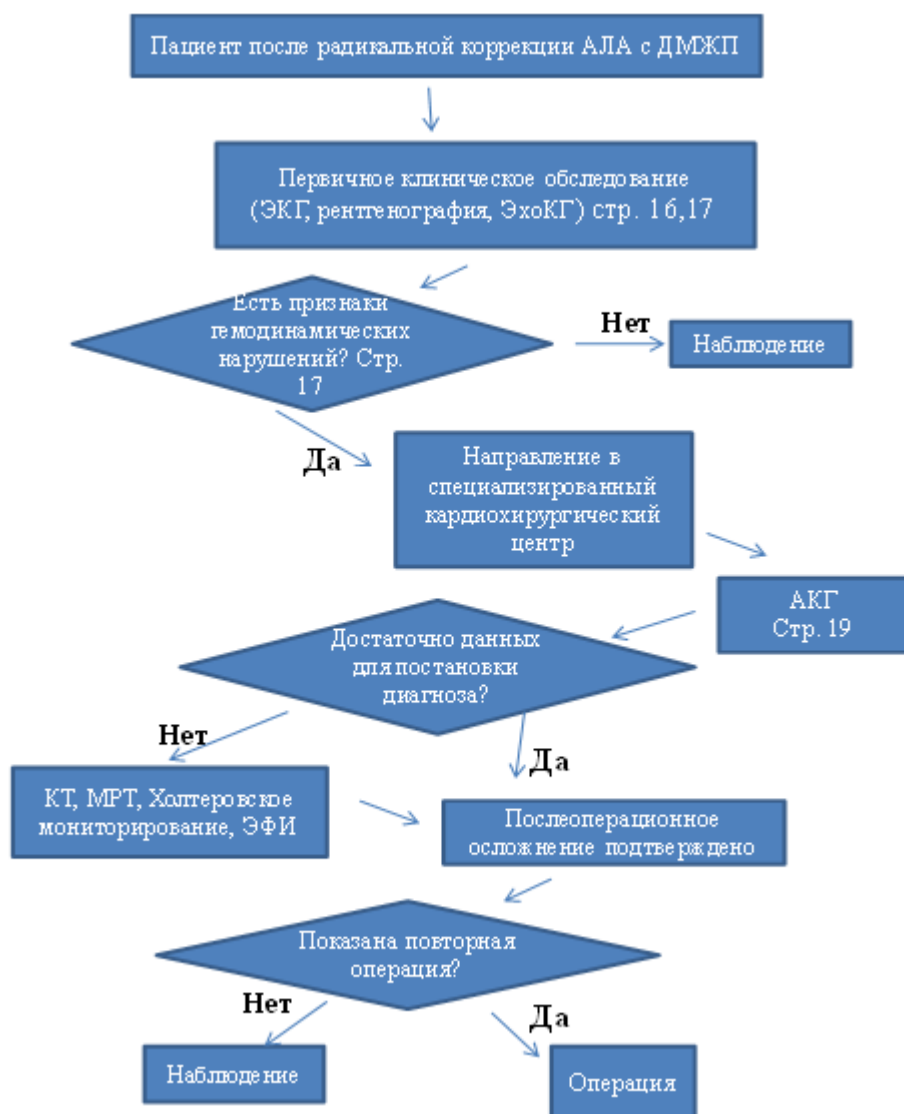 Пациент после радикальной коррекции АЛА с ДМЖП
Первичное клиническое обследование
(ЭКГ, рентгенография, ЭхоКГ) стр. 16,17
Есть признаки
гемодинамических
нарушений? Стр.
17
Нет
Наблюдение
Да
Направление в
специализированный
кардиохирургический
центр
АКГ
Стр. 19
Достаточно данных
для постановки
диагноза?
Нет
Да
КТ, МРТ, Холтеровское
мониторирование, ЭФИ
Послеоперационное
осложнение подтверждено
Показана повторная
операция?
Нет
Да
Наблюдение
Операция